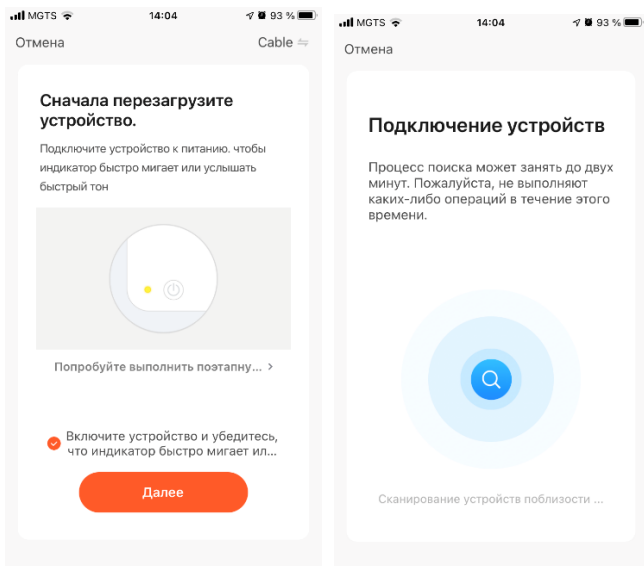 MGTS 14:04 93 %
Отмена Cable
Сначала перезагрузите
устройство.
Подключите устройство к питанию. чтобы
индикатор быстро мигает или услышать
быстрый тон
Попробуйте выполнить поэтапну... >
Включите устройство и убедитесь,
что индикатор быстро мигает ил...
Далее
MGTS 14:04 93 %
Отмена
Подключение устройств
Процесс поиска может занять до двух
минут. Пожалуйста, не выполняют
каких-либо операций в течение этого
времени.
Сканирование устройств поблизости ...